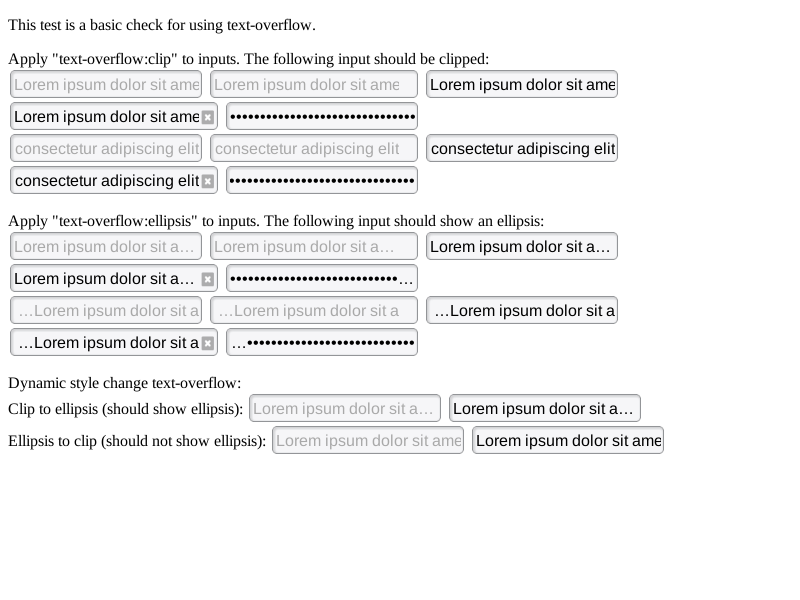 This test is a basic check for using text-overflow.
Apply "text-overflow:clip" to inputs. The following input should be clipped:
Lorem ipsum dolor sit ame Lorem ipsum dolor sit ame Lorem ipsum dolor sit ame
Lorem ipsum dolor sit ame •••••••••••••••••••••••••••••••
consectetur adipiscing elit consectetur adipiscing elit consectetur adipiscing elit
consectetur adipiscing elit •••••••••••••••••••••••••••••••
Apply "text-overflow:ellipsis" to inputs. The following input should show an ellipsis:
Lorem ipsum dolor sit a… Lorem ipsum dolor sit a… Lorem ipsum dolor sit a…
Lorem ipsum dolor sit a… ••••••••••••••••••••••••••••…
…Lorem ipsum dolor sit a …Lorem ipsum dolor sit a …Lorem ipsum dolor sit a
…Lorem ipsum dolor sit a …••••••••••••••••••••••••••••
Dynamic style change text-overflow:
Clip to ellipsis (should show ellipsis): Lorem ipsum dolor sit a… Lorem ipsum dolor sit a…
Ellipsis to clip (should not show ellipsis): Lorem ipsum dolor sit ame Lorem ipsum dolor sit ame